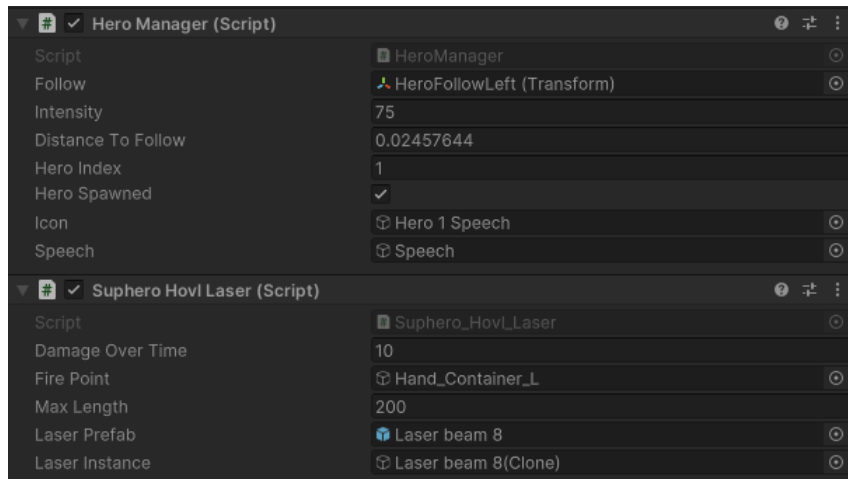 # Hero Manager (Script)
Script # HeroManager
Follow HeroFollowLeft (Transform)
Intensity 75
Distance To Follow 0.02457644
Hero Index 1
Hero Spawned
Icon Hero 1 Speech
Speech Speech
# Suphero Hovl Laser (Script)
Script # Suphero_Hovl_Laser
Damage Over Time 10
Fire Point Hand_Container_L
Max Length 200
Laser Prefab Laser beam 8
Laser Instance Laser beam 8(Clone)